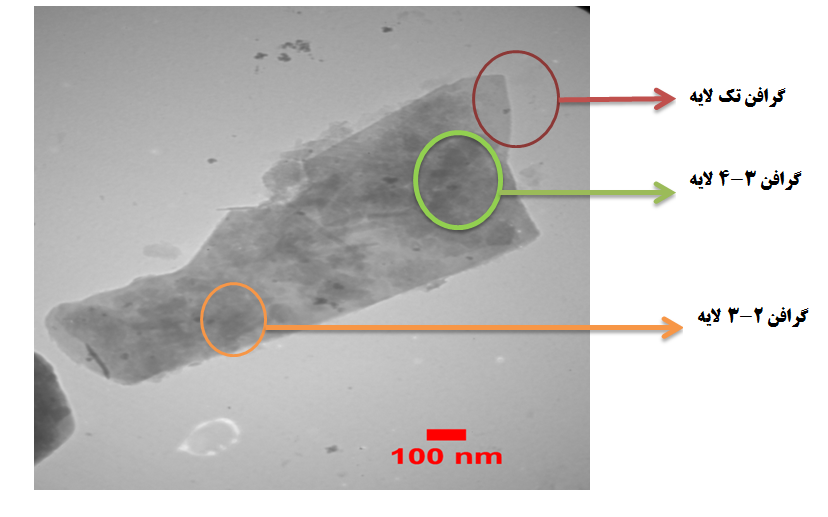 گرافن تک لایه
گرافن ۳-۴ لایه
گرافن ۲-۳ لایه
100 nm